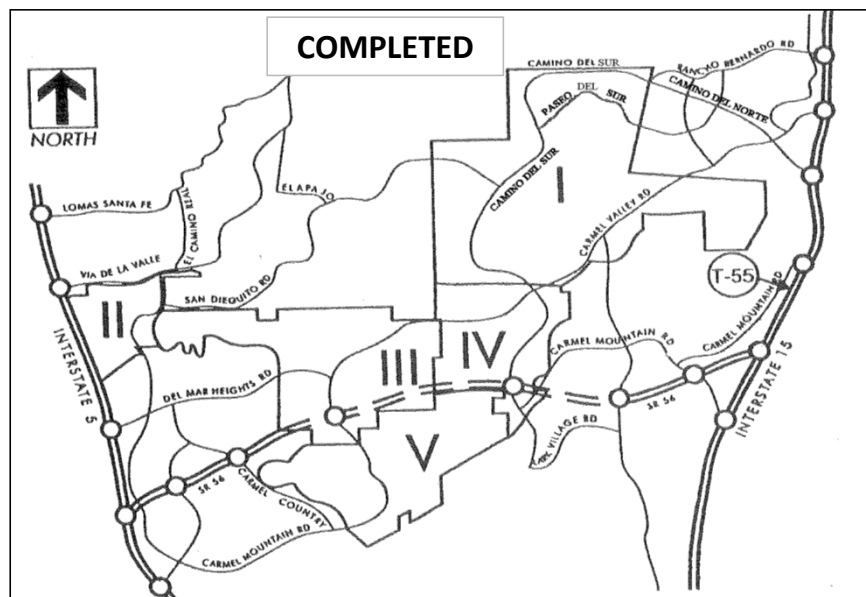 COMPLETED
NORTH
CAMINO DEL SUR
RANCHO BERNARDO RD
CAMINO DEL NORTE
PASEO DEL SUR
CAMINO DEL SUR
I
EL APAJO
LOMAS SANTA FE
EL CAMINO REAL
CARMEL VALLEY RD
VIA DE LA VALLE
SAN DIEQUITO RD
II
T-55
CARMEL MOUNTAIN RD
INTERSTATE 5
DEL MAR HEIGHTS RD
III
IV
CARMEL MOUNTAIN RD
SR 56
INTERSTATE 15
V
PARK VILLAGE RD
SR 56
CARMEL COUNTRY
CARMEL MOUNTAIN RD